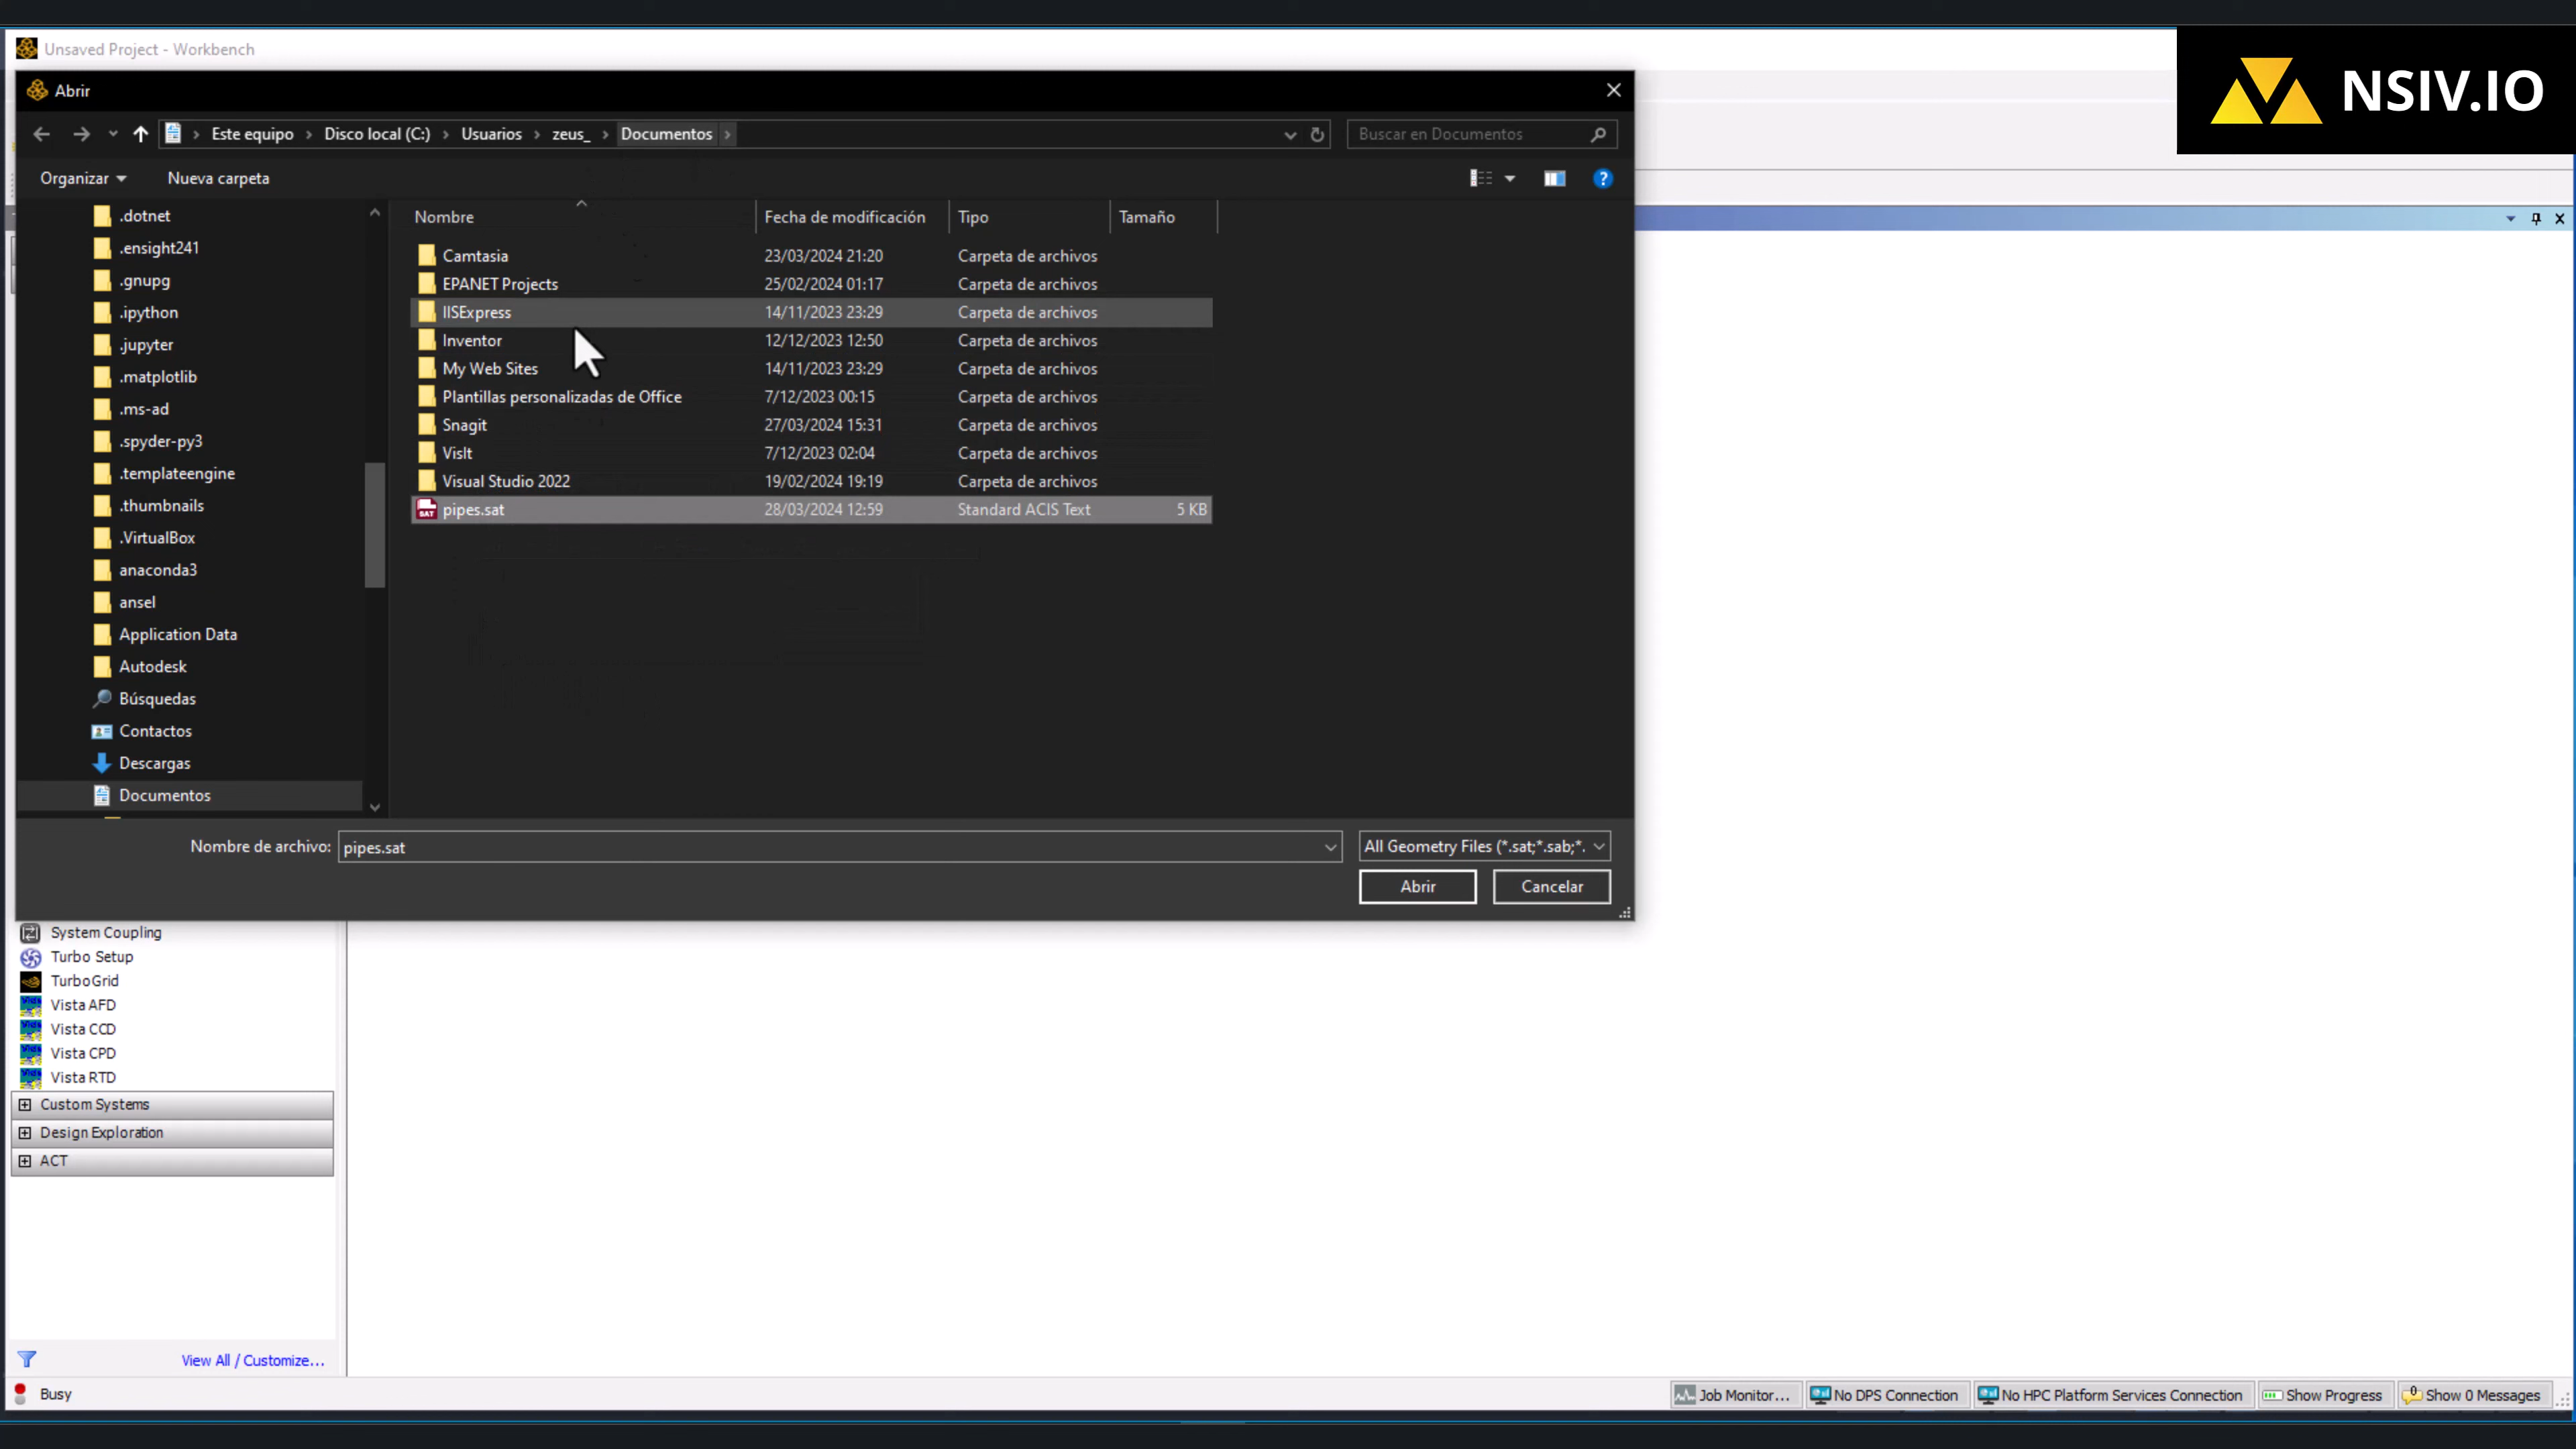 Unsaved Project - Workbench
NSIV.IO
Abrir
Este equipo > Disco local (C:) > Usuarios > zeus_ > Documentos >
Buscar en Documentos
Organizar
Nueva carpeta
.dotnet
.ensight241
.gnupg
.ipython
.jupyter
.matplotlib
.ms-ad
.spyder-py3
.templateengine
.thumbnails
.VirtualBox
anaconda3
ansel
Application Data
Autodesk
Búsquedas
Contactos
Descargas
Documentos
Nombre Fecha de modificación Tipo Tamaño
Camtasia 23/03/2024 21:20 Carpeta de archivos
EPANET Projects 25/02/2024 01:17 Carpeta de archivos
IISExpress 14/11/2023 23:29 Carpeta de archivos
Inventor 12/12/2023 12:50 Carpeta de archivos
My Web Sites 14/11/2023 23:29 Carpeta de archivos
Plantillas personalizadas de Office 7/12/2023 00:15 Carpeta de archivos
Snagit 27/03/2024 15:31 Carpeta de archivos
VisIt 7/12/2023 02:04 Carpeta de archivos
Visual Studio 2022 19/02/2024 19:19 Carpeta de archivos
pipes.sat 28/03/2024 12:59 Standard ACIS Text 5 KB
Nombre de archivo: pipes.sat
All Geometry Files (*.sat;*.sab;*.
Abrir
Cancelar
System Coupling
Turbo Setup
TurboGrid
Vista AFD
Vista CCD
Vista CPD
Vista RTD
Custom Systems
Design Exploration
ACT
View All / Customize...
Busy
Job Monitor...
No DPS Connection
No HPC Platform Services Connection
Show Progress
Show 0 Messages